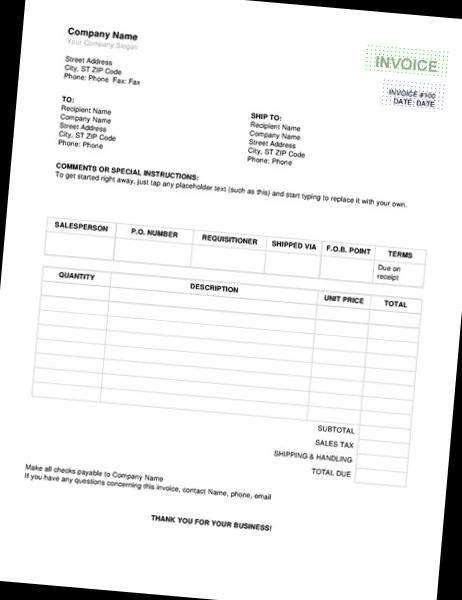 Company Name
Your Company Slogan
INVOICE
Street Address
City, ST ZIP Code
Phone: Phone Fax: Fax
INVOICE #100
DATE: DATE
TO:
Recipient Name
Company Name
Street Address
City, ST ZIP Code
Phone: Phone
SHIP TO:
Recipient Name
Company Name
Street Address
City, ST ZIP Code
Phone: Phone
COMMENTS OR SPECIAL INSTRUCTIONS:
To get started right away, just tap any placeholder text (such as this) and start typing to replace it with your own.
SALESPERSON P.O. NUMBER REQUISITIONER SHIPPED VIA F.O.B. POINT TERMS
Due on
receipt
QUANTITY DESCRIPTION UNIT PRICE TOTAL
SUBTOTAL
SALES TAX
SHIPPING & HANDLING
TOTAL DUE
Make all checks payable to Company Name
If you have any questions concerning this invoice, contact Name, phone, email
THANK YOU FOR YOUR BUSINESS!